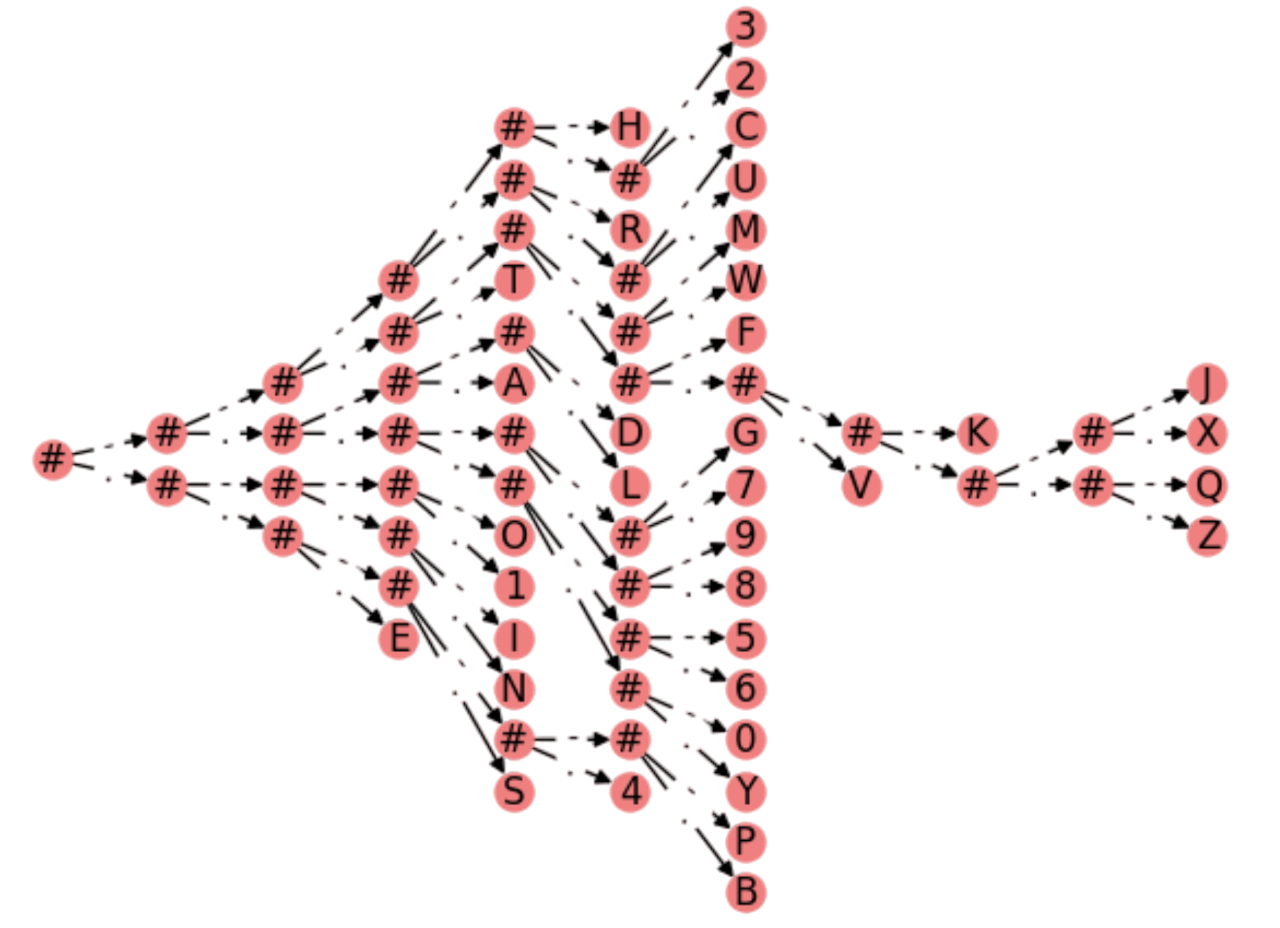 3
2
# H C
# # U
# R M
# T # W
# # # F
# # A # # # J
# # # # D G # K # X
# # # # # L 7 V # # Q
# # O # 9 Z
# 1 # 8
E I # 5
N # 6
# # 0
S 4 Y
P
B